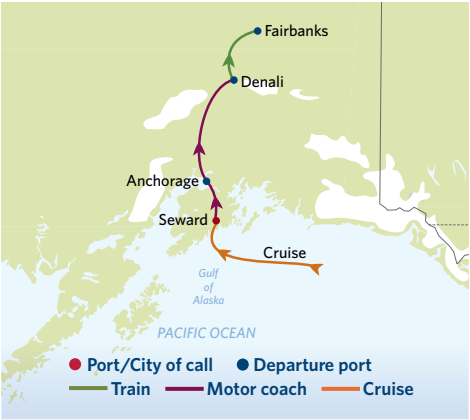 Fairbanks
Denali
Anchorage
Seward
Cruise
Gulf
of
Alaska
PACIFIC OCEAN
Port/City of call Departure port
Train Motor coach Cruise